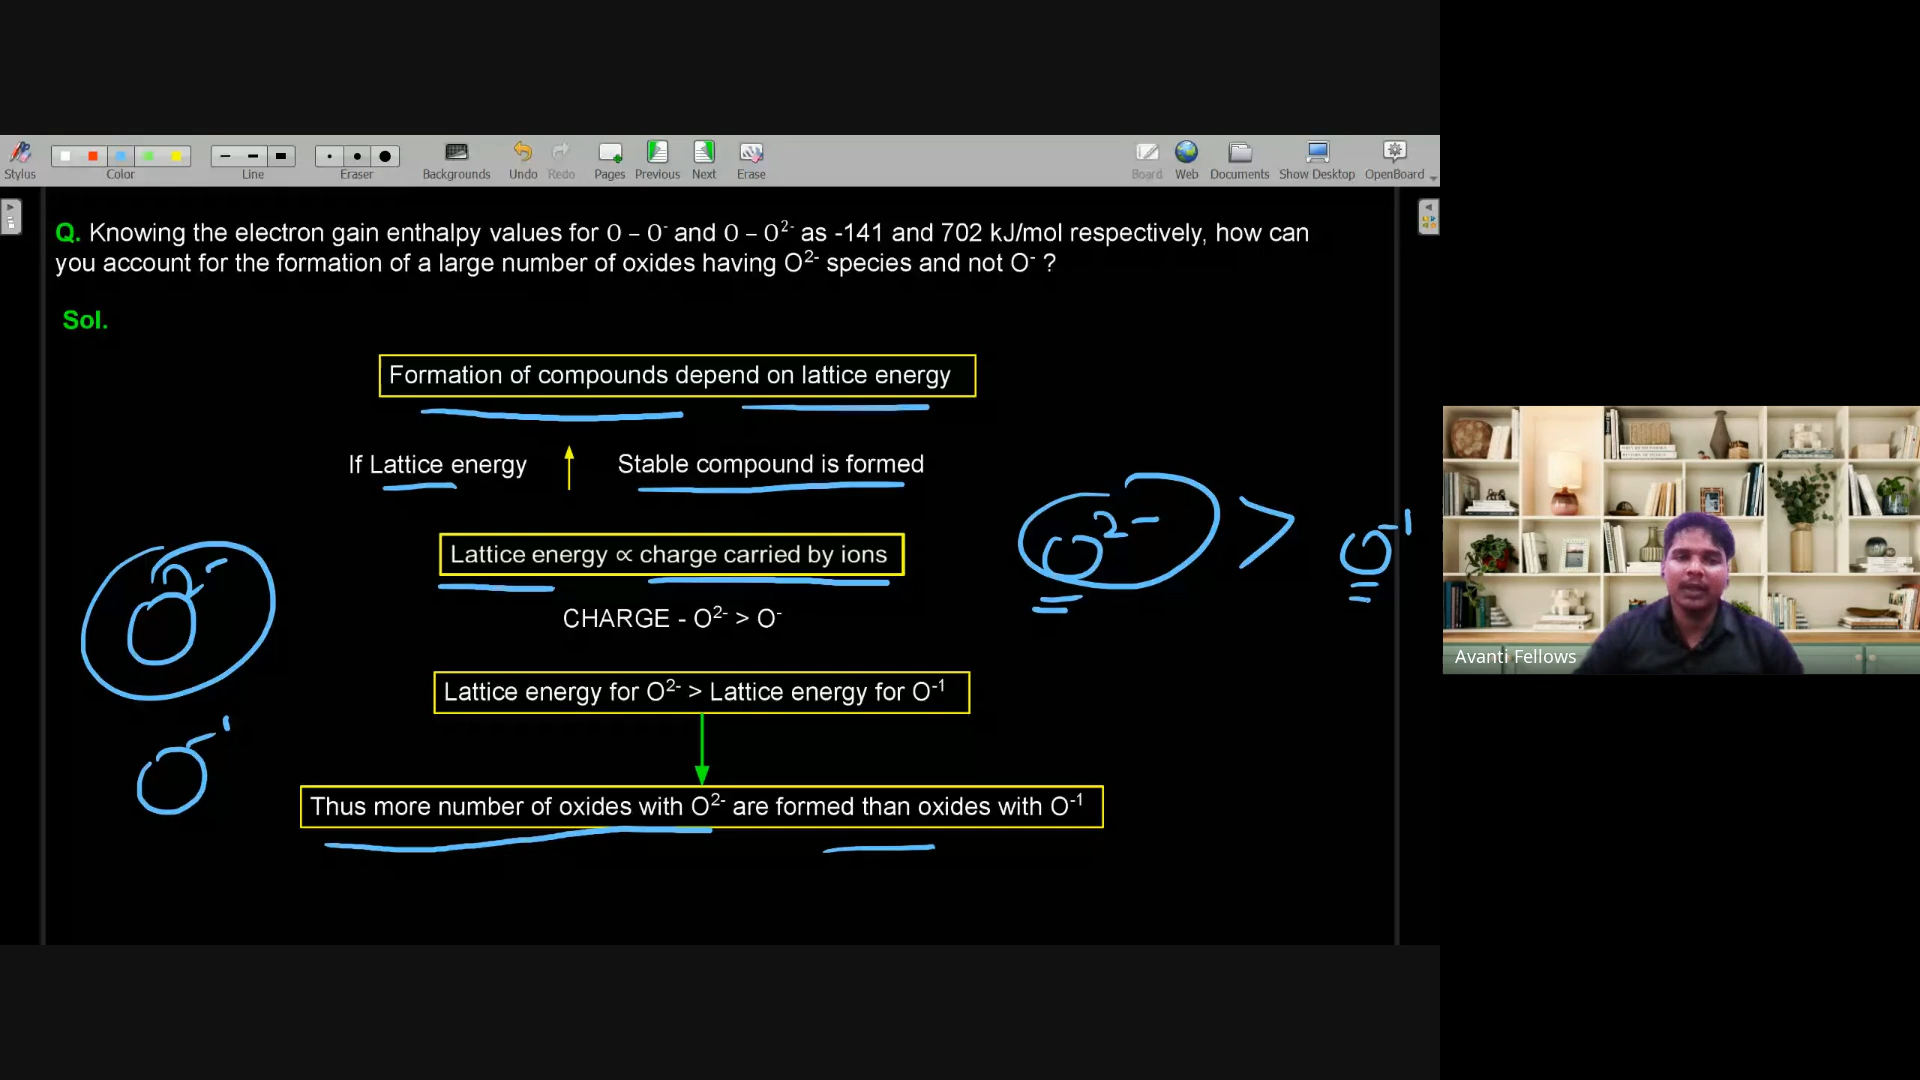 Stylus Color Line Eraser Backgrounds Undo Redo Pages Previous Next Erase Board Web Documents Show Desktop OpenBoard
Q. Knowing the electron gain enthalpy values for O – O⁻ and O – O²⁻ as -141 and 702 kJ/mol respectively, how can
you account for the formation of a large number of oxides having O²⁻ species and not O⁻ ?
Sol.
Formation of compounds depend on lattice energy
If Lattice energy ↑ Stable compound is formed
O²⁻ > O⁻¹
Lattice energy ∝ charge carried by ions
O²⁻
CHARGE - O²⁻ > O⁻
Avanti Fellows
Lattice energy for O²⁻ > Lattice energy for O⁻¹
O⁻¹
Thus more number of oxides with O²⁻ are formed than oxides with O⁻¹